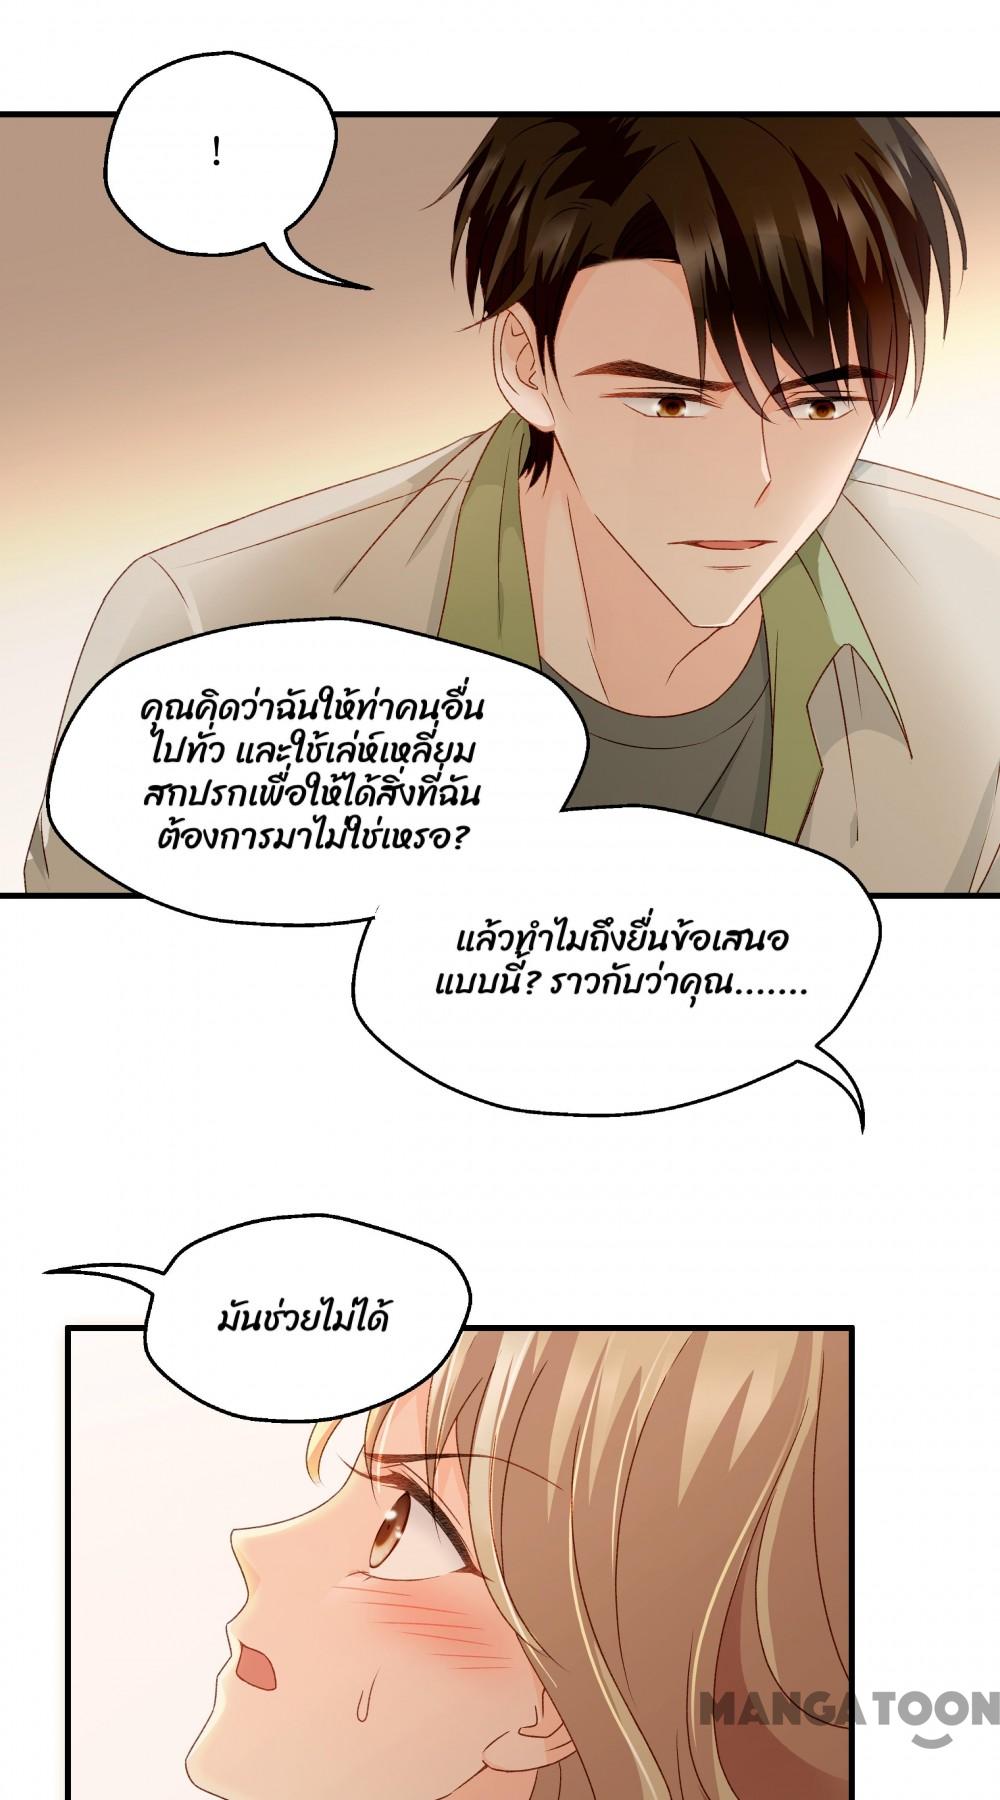 !
คุณคิดว่าฉันให้ท่าคนอื่น
ไปทั่ว และใช้เล่ห์เหลี่ยม
สกปรกเพื่อให้ได้สิ่งที่ฉัน
ต้องการมาไม่ใช่เหรอ?
แล้วทำไมถึงยื่นข้อเสนอ
แบบนี้? ราวกับว่าคุณ.......
มันช่วยไม่ได้
MANGATOON